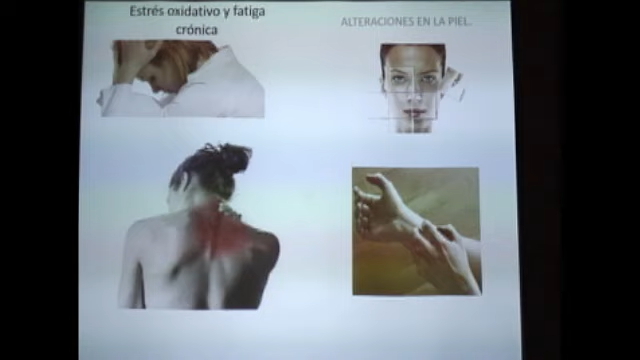 Estrés oxidativo y fatiga
crónica
ALTERACIONES EN LA PIEL.